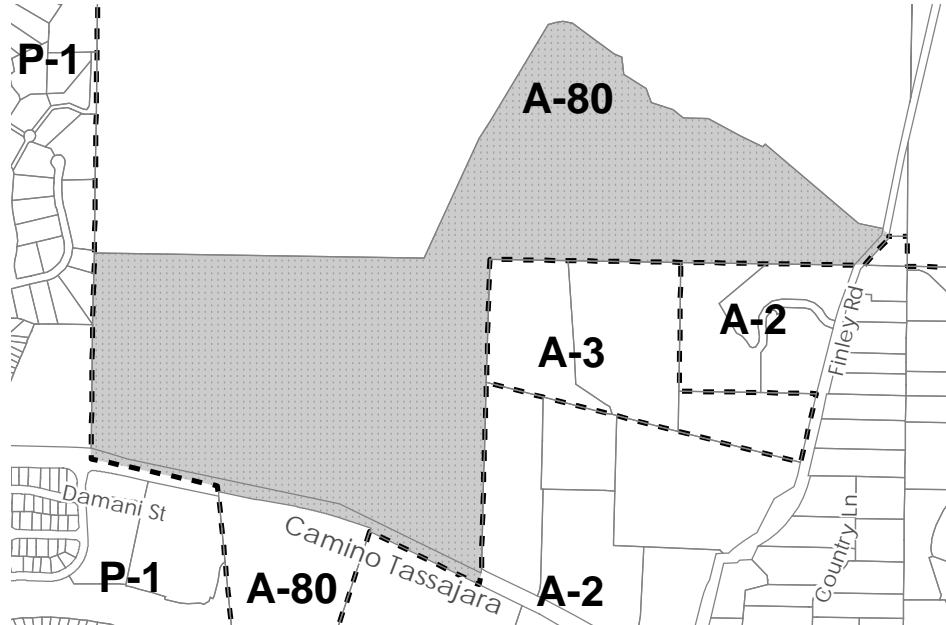 P-1
A-80
A-2
A-3
Finley Rd
Damani St
Country Ln
Camino Tassajara
P-1
A-80
A-2